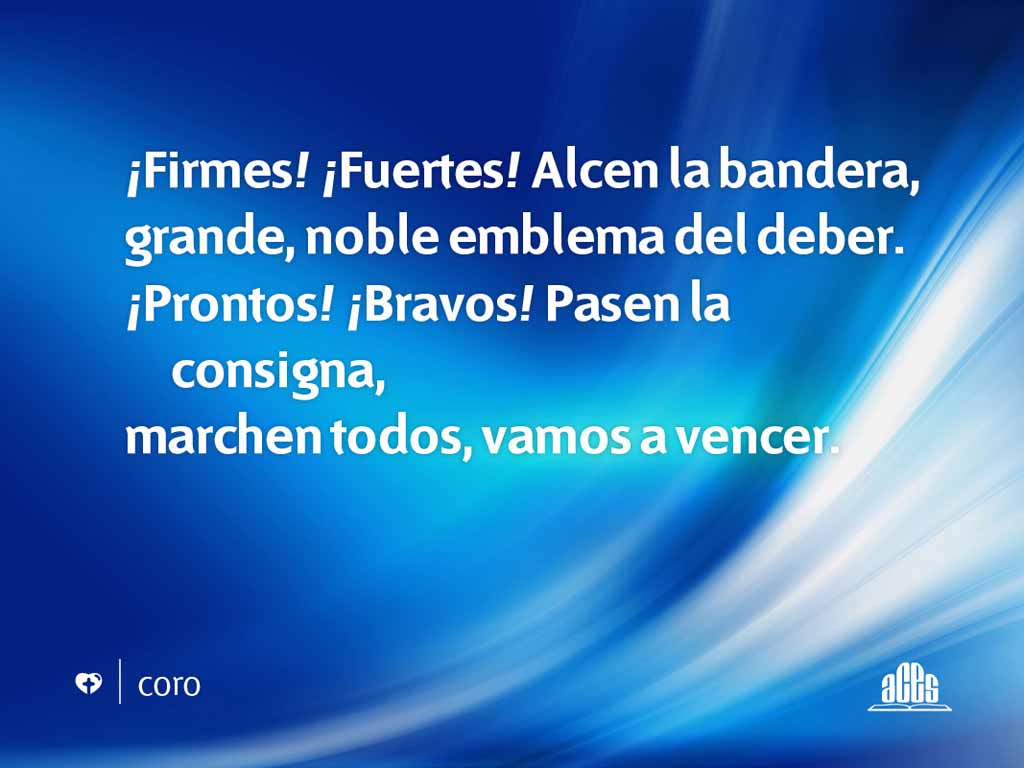 ¡Firmes! ¡Fuertes! Alcen la bandera,
grande, noble emblema del deber.
¡Prontos! ¡Bravos! Pasen la
consigna,
marchen todos, vamos a vencer.
coro
aces